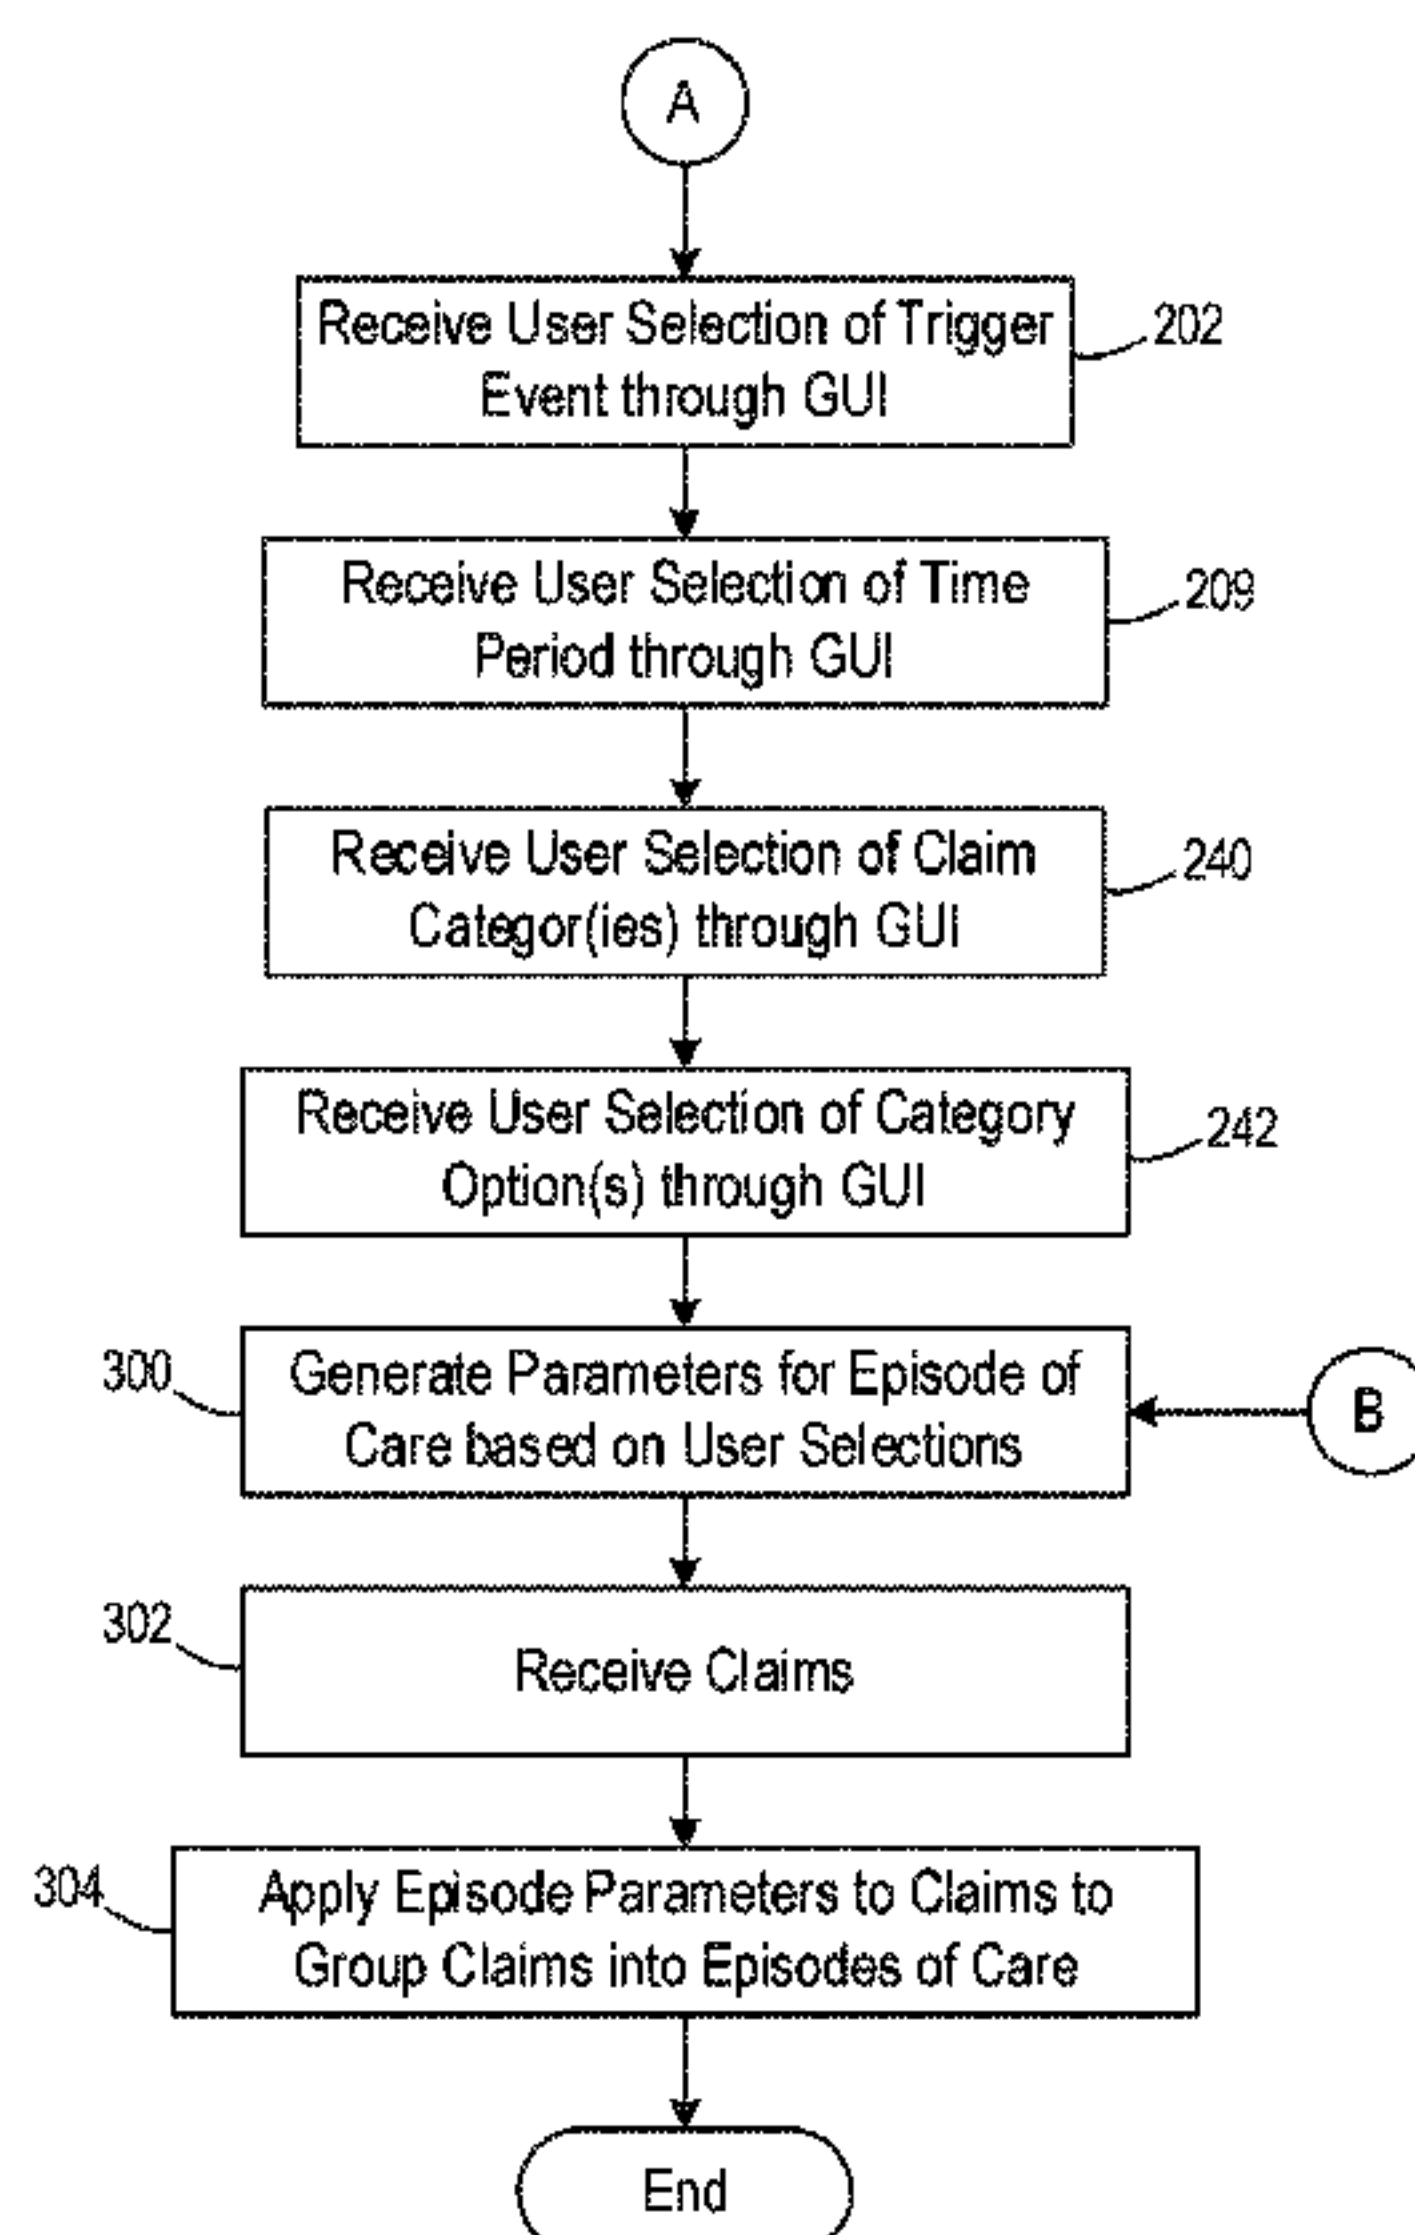 A
Receive User Selection of Trigger
Event through GUI
202
Receive User Selection of Time
Period through GUI
209
Receive User Selection of Claim
Categor(ies) through GUI
240
Receive User Selection of Category
Option(s) through GUI
242
300
Generate Parameters for Episode of
Care based on User Selections
B
302
Receive Claims
304
Apply Episode Parameters to Claims to
Group Claims into Episodes of Care
End